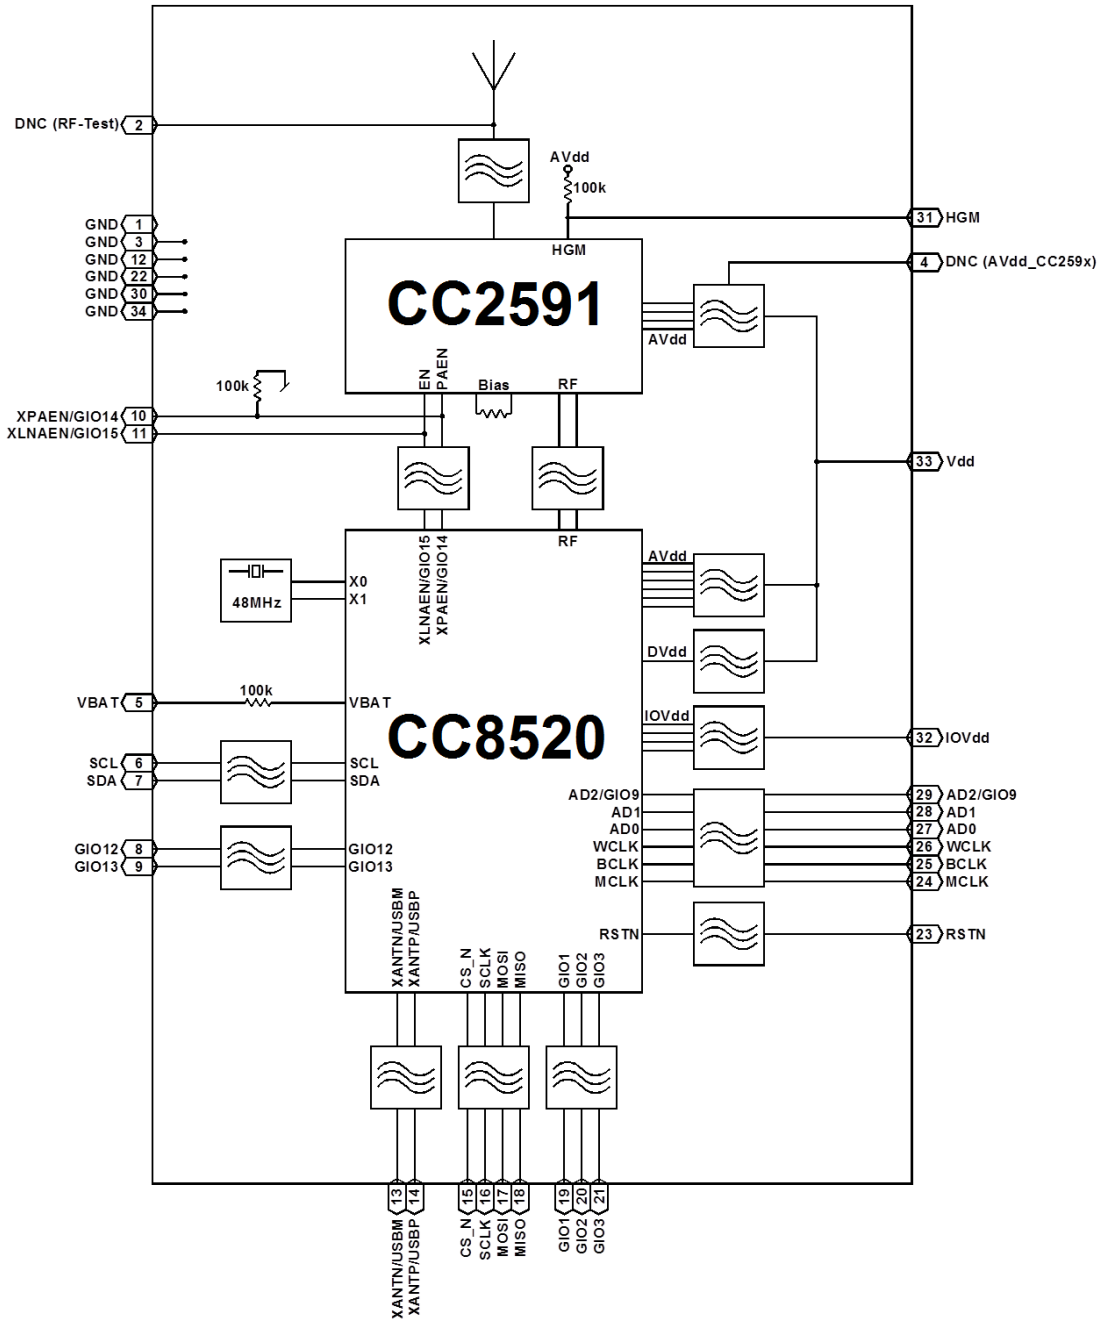 DNC (RF-Test) 2
AVdd
100k
GND 1
GND 3
GND 12
GND 22
GND 30
GND 34
31 HGM
HGM
4 DNC (AVdd_CC259x)
CC2591
AVdd
EN
PAEN
Bias
RF
100k
XPAEN/GIO14 10
XLNAEN/GIO15 11
33 Vdd
XLNAEN/GIO15
XPAEN/GIO14
RF
AVdd
48MHz
X0
X1
DVdd
VBAT 5
100k
VBAT
CC8520
IOVdd
32 IOVdd
SCL 6
SDA 7
SCL
SDA
AD2/GIO9
AD1
AD0
WCLK
BCLK
MCLK
29 AD2/GIO9
28 AD1
27 AD0
26 WCLK
25 BCLK
24 MCLK
GIO12 8
GIO13 9
GIO12
GIO13
RSTN
23 RSTN
XANTN/USBM
XANTP/USBP
CS_N
SCLK
MOSI
MISO
GIO1
GIO2
GIO3
13 XANTN/USBM
14 XANTP/USBP
15 CS_N
16 SCLK
17 MOSI
18 MISO
19 GIO1
20 GIO2
21 GIO3